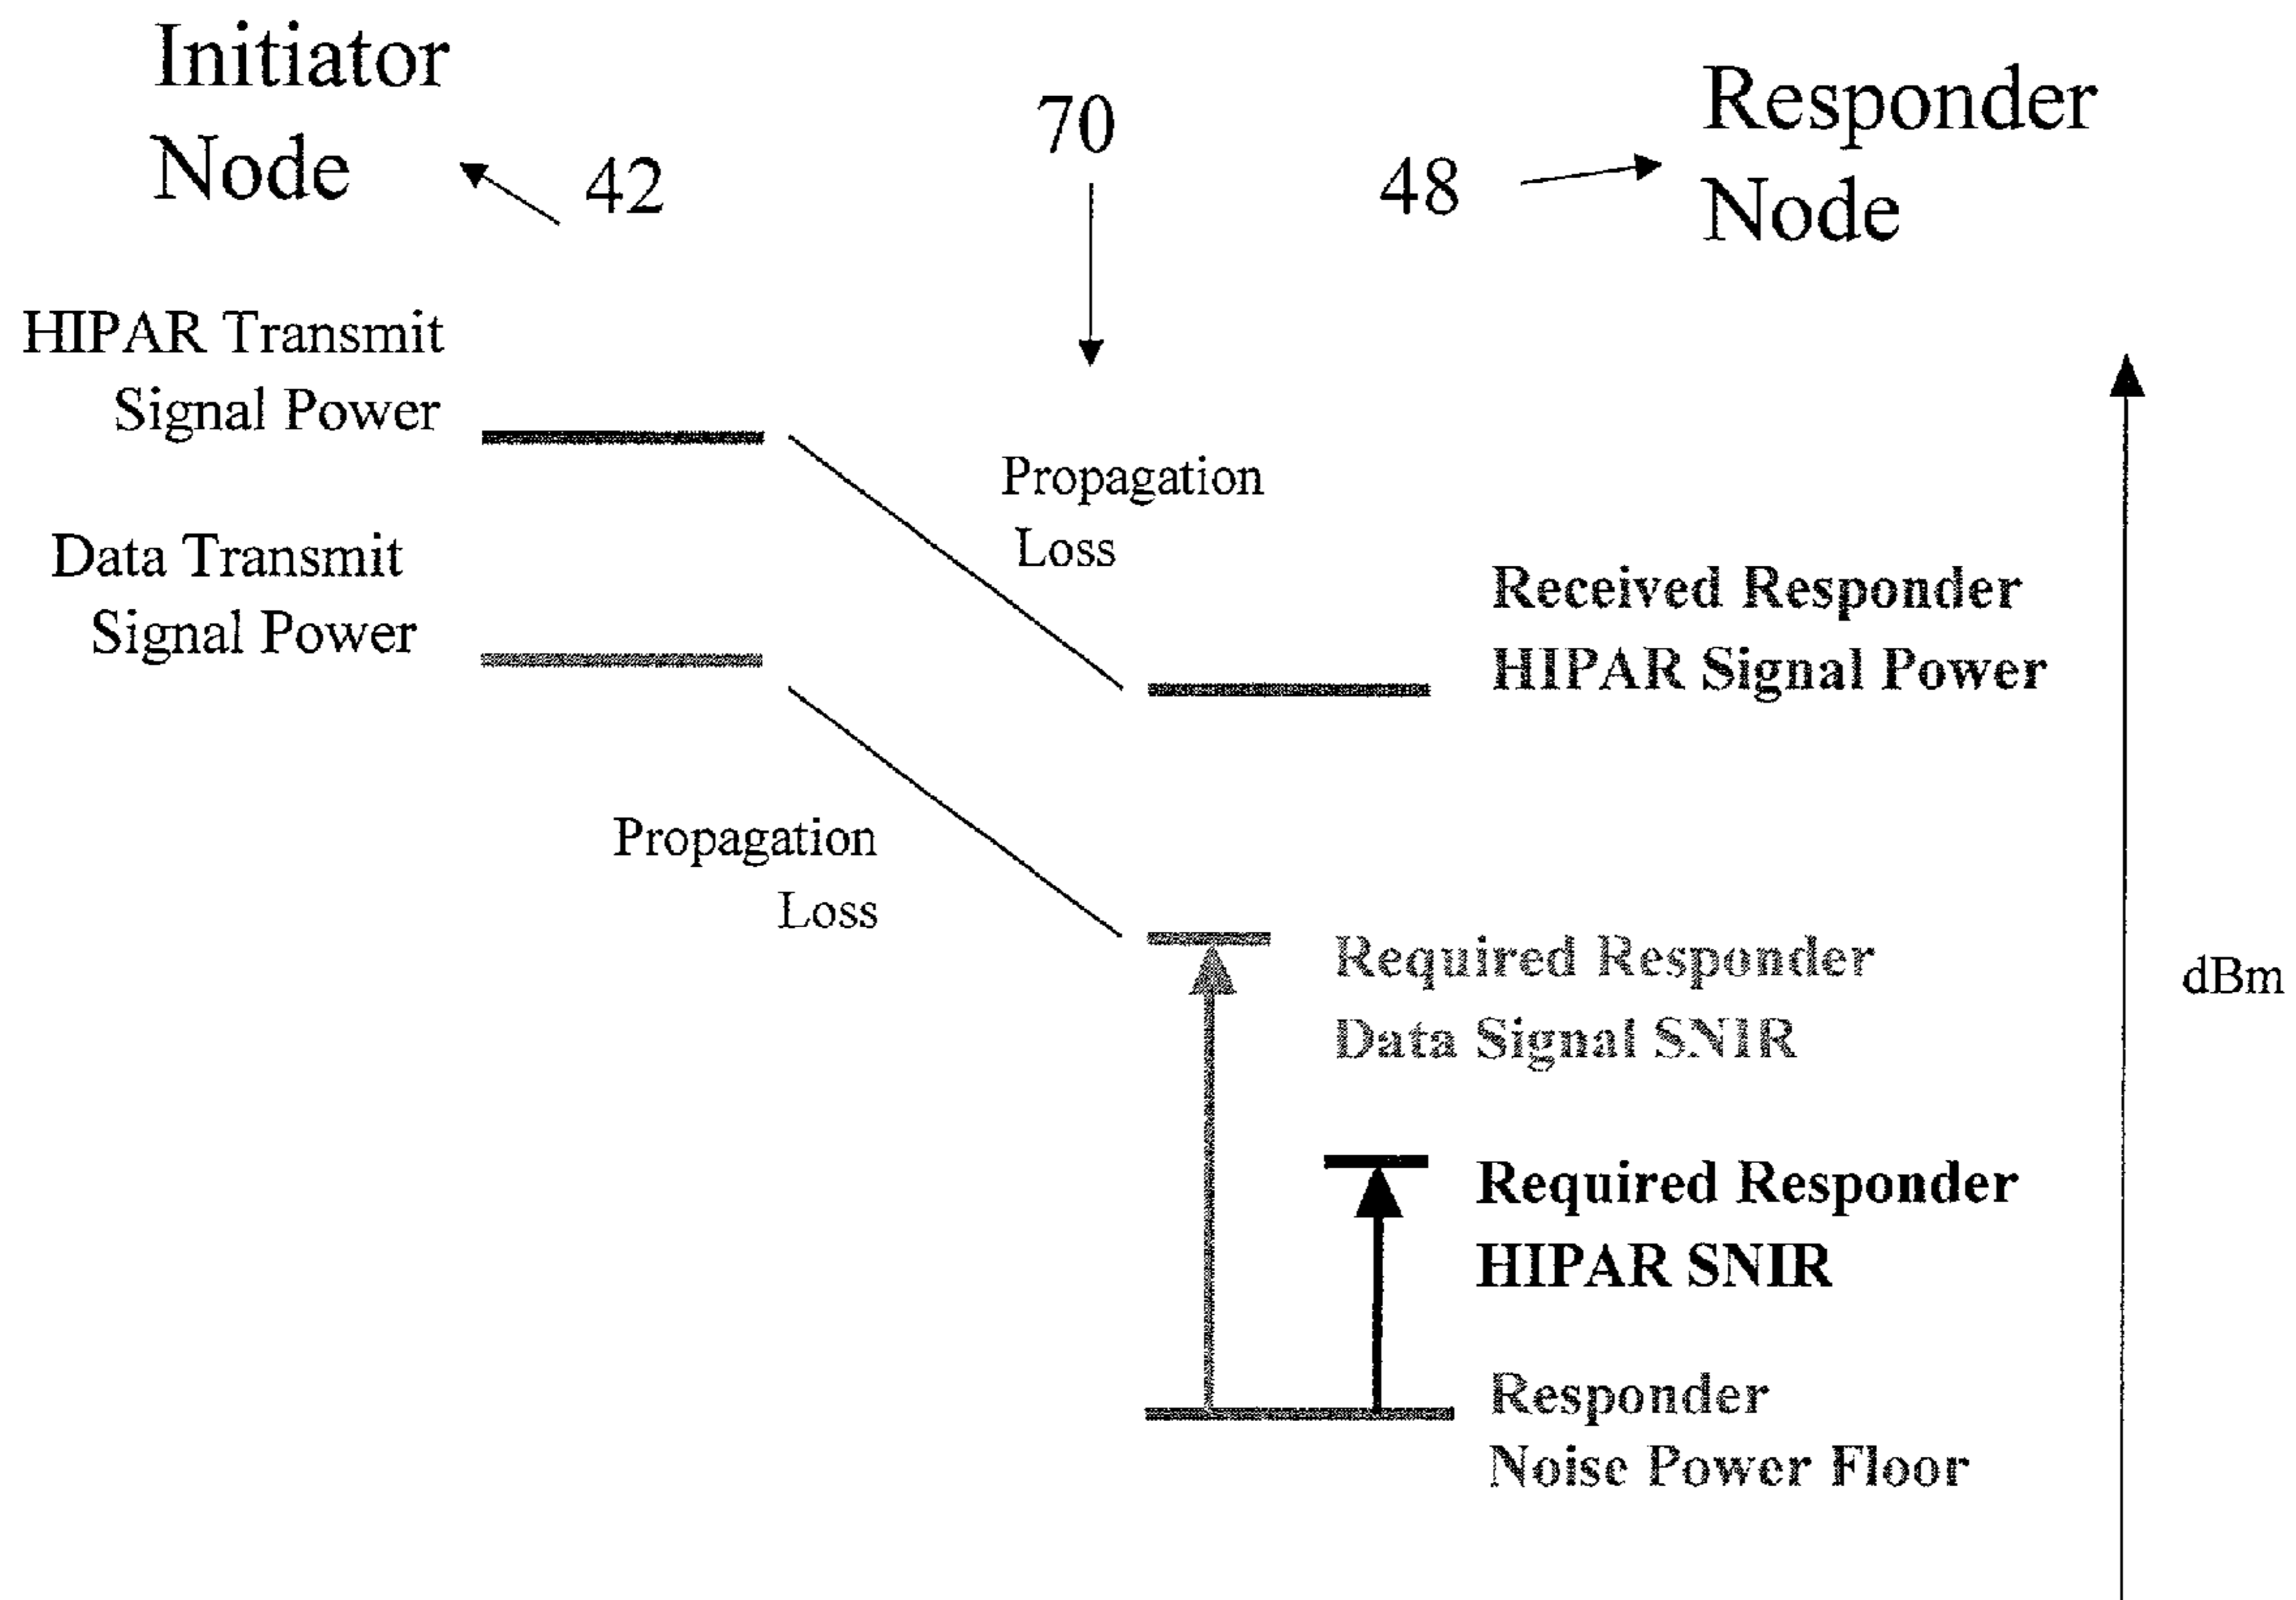 Initiator
Node
42
70
48
Responder
Node
HIPAR Transmit
Signal Power
Data Transmit
Signal Power
Propagation
Loss
Received Responder
HIPAR Signal Power
Propagation
Loss
Required Responder
Data Signal SNIR
dBm
Required Responder
HIPAR SNIR
Responder
Noise Power Floor